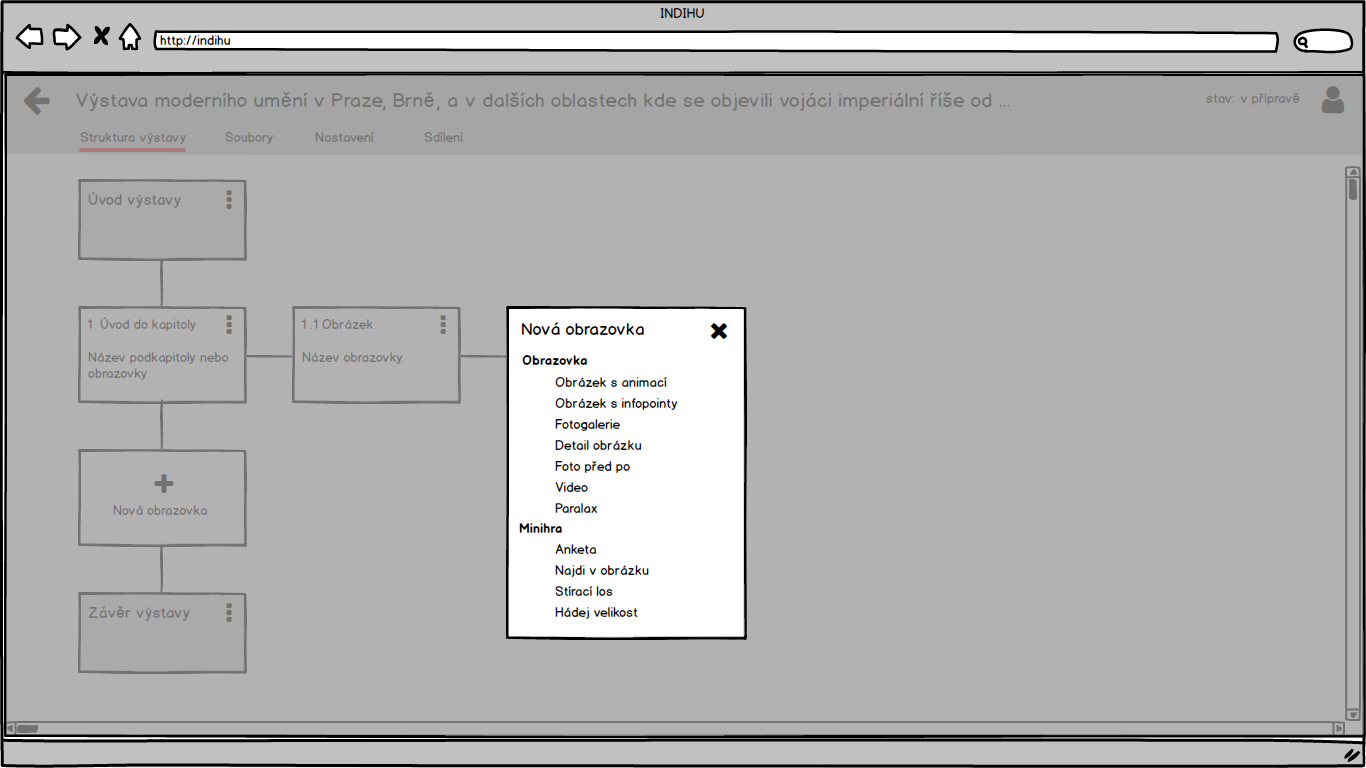 INDIHU
http://indihu
Výstava moderního umění v Praze, Brně, a v dalších oblastech kde se objevili vojáci imperiální říše od ...
stav: v přípravě
Struktura výstavy
Soubory
Nastavení
Sdílení
Úvod výstavy
1 Úvod do kapitoly
Název podkapitoly nebo
obrazovky
1.1 Obrázek
Název obrazovky
Nová obrazovka
Obrazovka
Obrázek s animací
Obrázek s infopointy
Fotogalerie
Detail obrázku
Foto před po
Video
Paralax
Minihra
Anketa
Najdi v obrázku
Stírací los
Hádej velikost
Nová obrazovka
Závěr výstavy